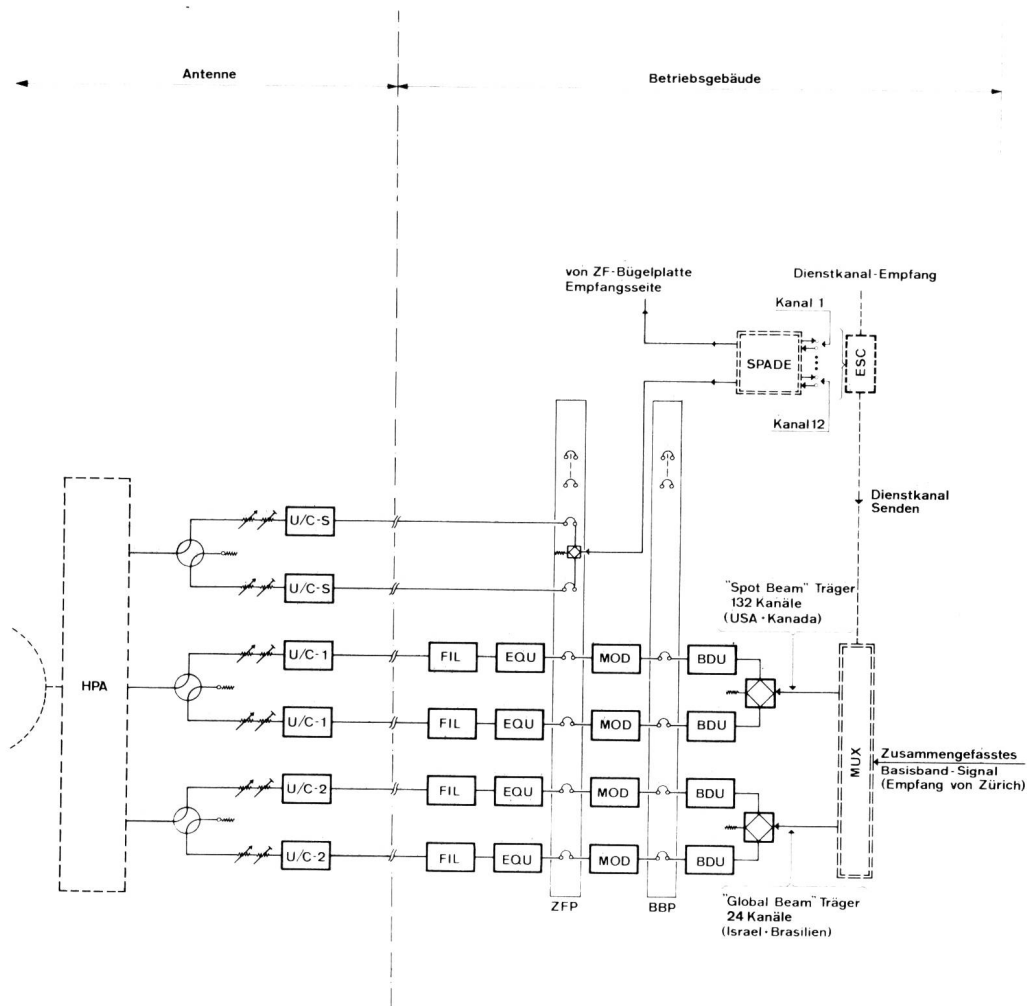 Antenne
Betriebsgebäude
von ZF-Bügelplatte
Empfangsseite
Dienstkanal-Empfang
Kanal 1
SPADE
ESC
Kanal 12
Dienstkanal
Senden
U/C-S
U/C-S
"Spot Beam" Träger
132 Kanäle
(USA · Kanada)
HPA
U/C-1
FIL
EQU
MOD
BDU
U/C-1
FIL
EQU
MOD
BDU
MUX
Zusammengefasstes
Basisband-Signal
(Empfang von Zürich)
U/C-2
FIL
EQU
MOD
BDU
U/C-2
FIL
EQU
MOD
BDU
ZFP
BBP
"Global Beam" Träger
24 Kanäle
(Israel · Brasilien)